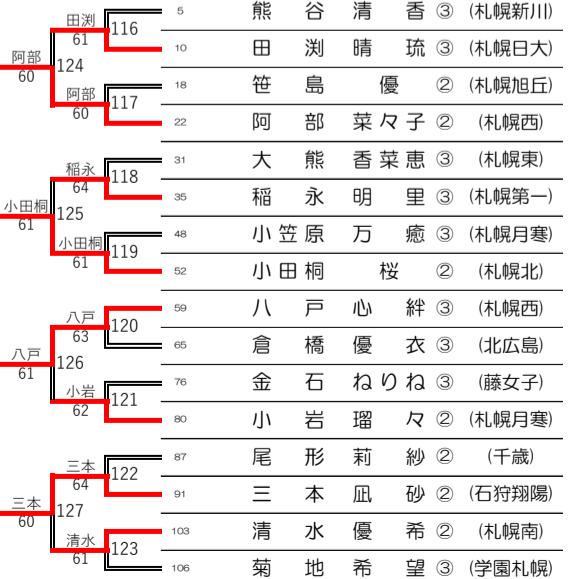 5 熊谷清香 ③ (札幌新川)
田渕 116
61
10 田渕晴琉 ③ (札幌日大)
阿部 124
60
18 笹島優 ② (札幌旭丘)
阿部 117
60
22 阿部菜々子 ② (札幌西)
31 大熊香菜恵 ③ (札幌東)
稲永 118
64
35 稲永明里 ③ (札幌第一)
小田桐 125
61
48 小笠原万癒 ③ (札幌月寒)
小田桐 119
61
52 小田桐桜 ② (札幌北)
59 八戸心絆 ③ (札幌西)
八戸 120
63
65 倉橋優衣 ③ (北広島)
八戸 126
61
76 金石ねりね ③ (藤女子)
小岩 121
62
80 小岩瑠々 ② (札幌月寒)
87 尾形莉紗 ② (千歳)
三本 122
64
91 三本凪砂 ② (石狩翔陽)
三本 127
60
103 清水優希 ② (札幌南)
清水 123
61
106 菊地希望 ③ (学園札幌)